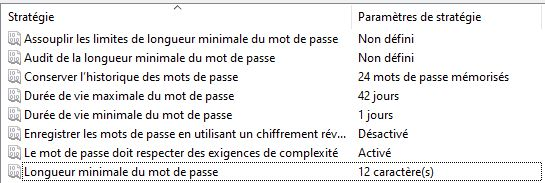 Stratégie Paramètres de stratégie
Assouplir les limites de longueur minimale du mot de passe Non défini
Audit de la longueur minimale du mot de passe Non défini
Conserver l'historique des mots de passe 24 mots de passe mémorisés
Durée de vie maximale du mot de passe 42 jours
Durée de vie minimale du mot de passe 1 jours
Enregistrer les mots de passe en utilisant un chiffrement rév... Désactivé
Le mot de passe doit respecter des exigences de complexité Activé
Longueur minimale du mot de passe 12 caractère(s)